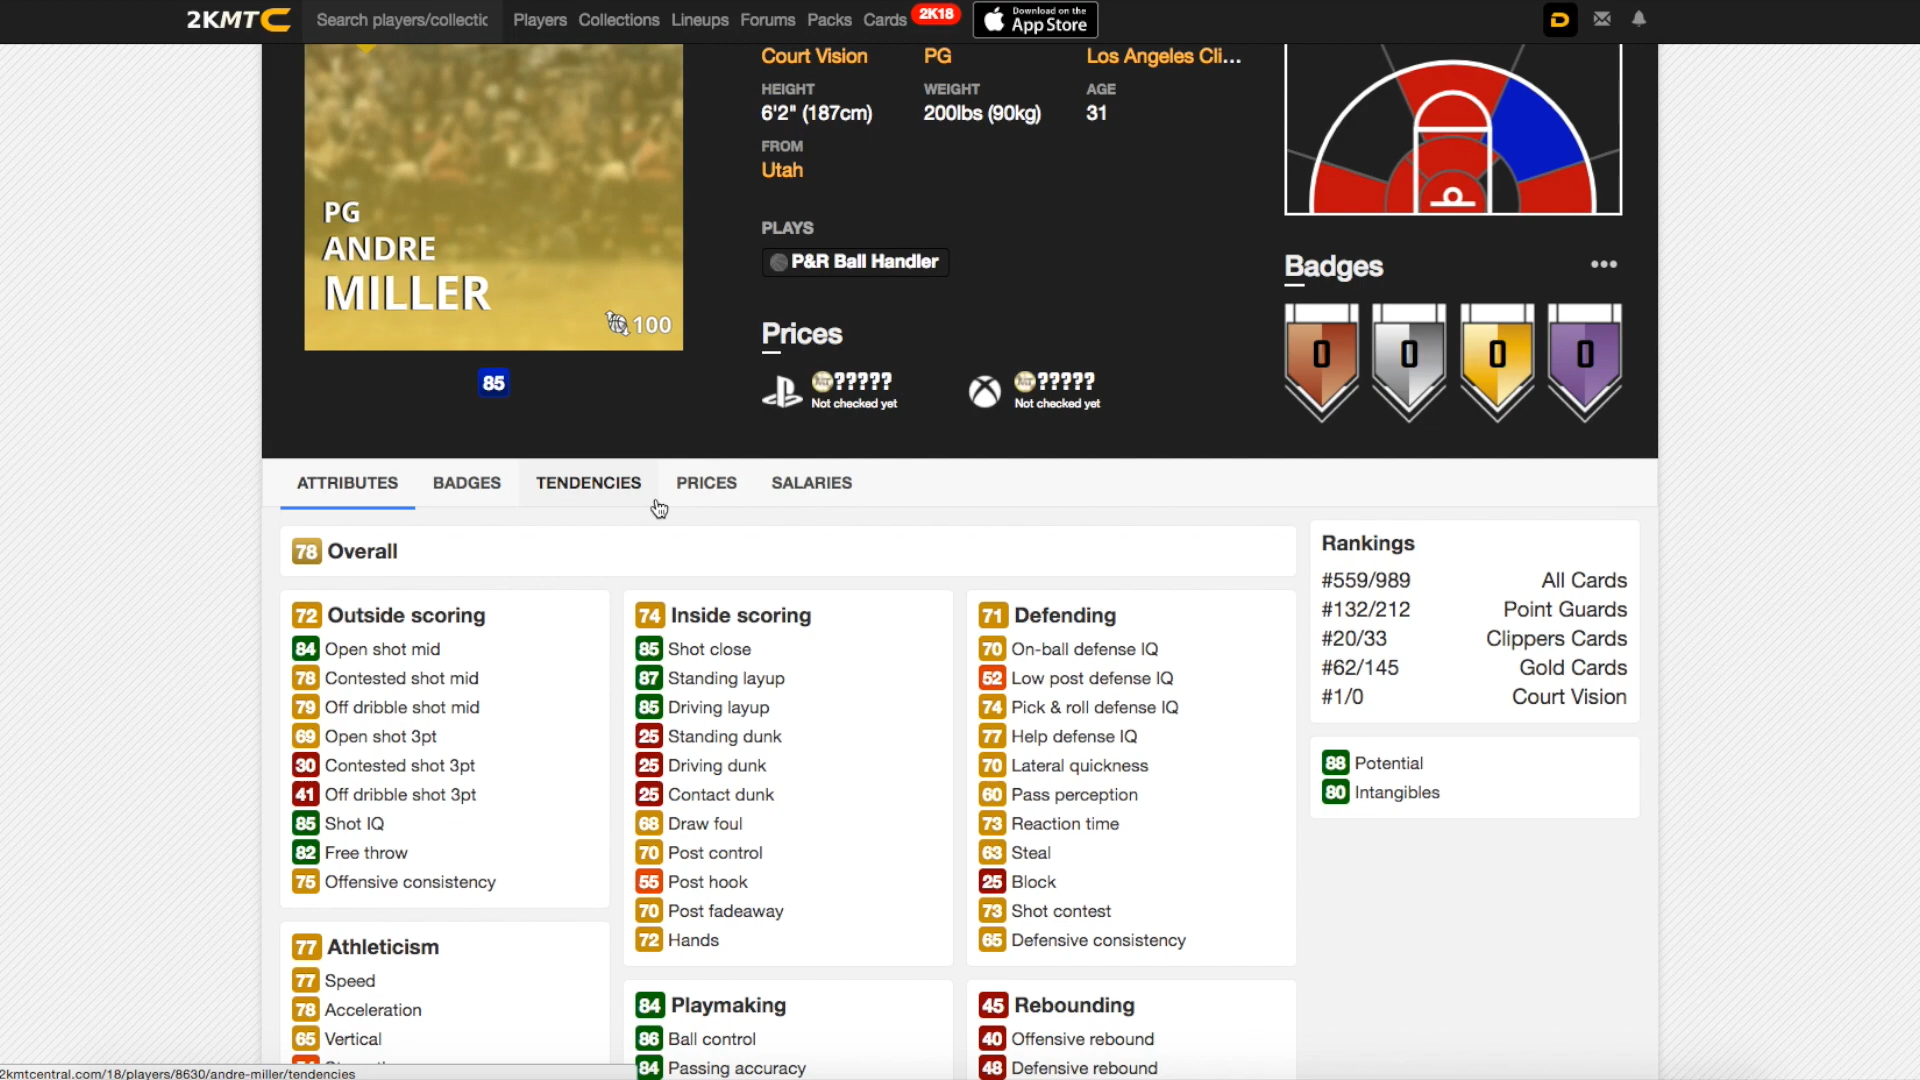 2KMTC
Search players/collectic
Players Collections Lineups Forums Packs Cards 2K18
Download on the
App Store
Court Vision
PG
Los Angeles Cli...
HEIGHT
WEIGHT
AGE
6'2" (187cm)
200lbs (90kg)
31
FROM
Utah
PLAYS
P&R Ball Handler
PG
ANDRE
MILLER
100
85
Prices
?????
Not checked yet
?????
Not checked yet
Badges
0
0
0
0
ATTRIBUTES
BADGES
TENDENCIES
PRICES
SALARIES
78 Overall
72 Outside scoring
84 Open shot mid
78 Contested shot mid
79 Off dribble shot mid
69 Open shot 3pt
30 Contested shot 3pt
41 Off dribble shot 3pt
85 Shot IQ
82 Free throw
75 Offensive consistency
77 Athleticism
77 Speed
78 Acceleration
65 Vertical
74 Inside scoring
85 Shot close
87 Standing layup
85 Driving layup
25 Standing dunk
25 Driving dunk
25 Contact dunk
68 Draw foul
70 Post control
55 Post hook
70 Post fadeaway
72 Hands
84 Playmaking
86 Ball control
84 Passing accuracy
71 Defending
70 On-ball defense IQ
52 Low post defense IQ
74 Pick & roll defense IQ
77 Help defense IQ
70 Lateral quickness
60 Pass perception
73 Reaction time
63 Steal
25 Block
73 Shot contest
65 Defensive consistency
45 Rebounding
40 Offensive rebound
48 Defensive rebound
Rankings
#559/989 All Cards
#132/212 Point Guards
#20/33 Clippers Cards
#62/145 Gold Cards
#1/0 Court Vision
88 Potential
80 Intangibles
2kmtcentral.com/18/players/8630/andre-miller/tendencies